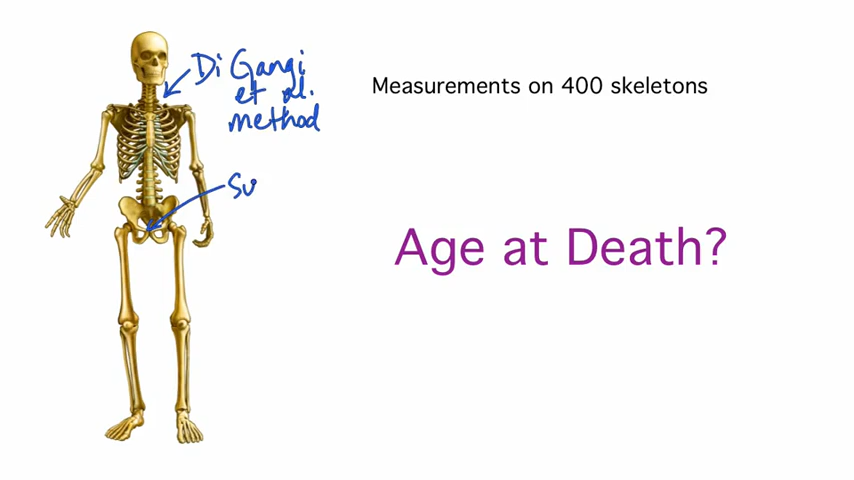 Di Gangi
et al.
method
Measurements on 400 skeletons
Su
Age at Death?